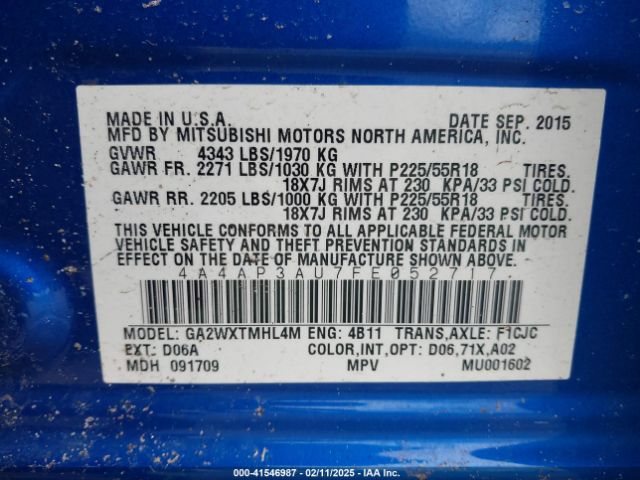 MADE IN U.S.A. DATE SEP. 2015
MFD BY MITSUBISHI MOTORS NORTH AMERICA, INC.
GVWR 4343 LBS/1970 KG
GAWR FR. 2271 LBS/1030 KG WITH P225/55R18 TIRES.
18X7J RIMS AT 230 KPA/33 PSI COLD.
GAWR RR. 2205 LBS/1000 KG WITH P225/55R18 TIRES.
18X7J RIMS AT 230 KPA/33 PSI COLD.
THIS VEHICLE CONFORMS TO ALL APPLICABLE FEDERAL MOTOR
VEHICLE SAFETY AND THEFT PREVENTION STANDARDS IN
EFFECT ON THE DATE OF MANUFACTURE SHOWN ABOVE.
4A4AP3AU7FE052717
MODEL: GA2WXTMHL4M ENG: 4B11 TRANS,AXLE: F1CJC
EXT: D06A COLOR,INT,OPT: D06,71X,A02
MDH 091709 MPV MU001602
000-41546987 - 02/11/2025 - IAA Inc.